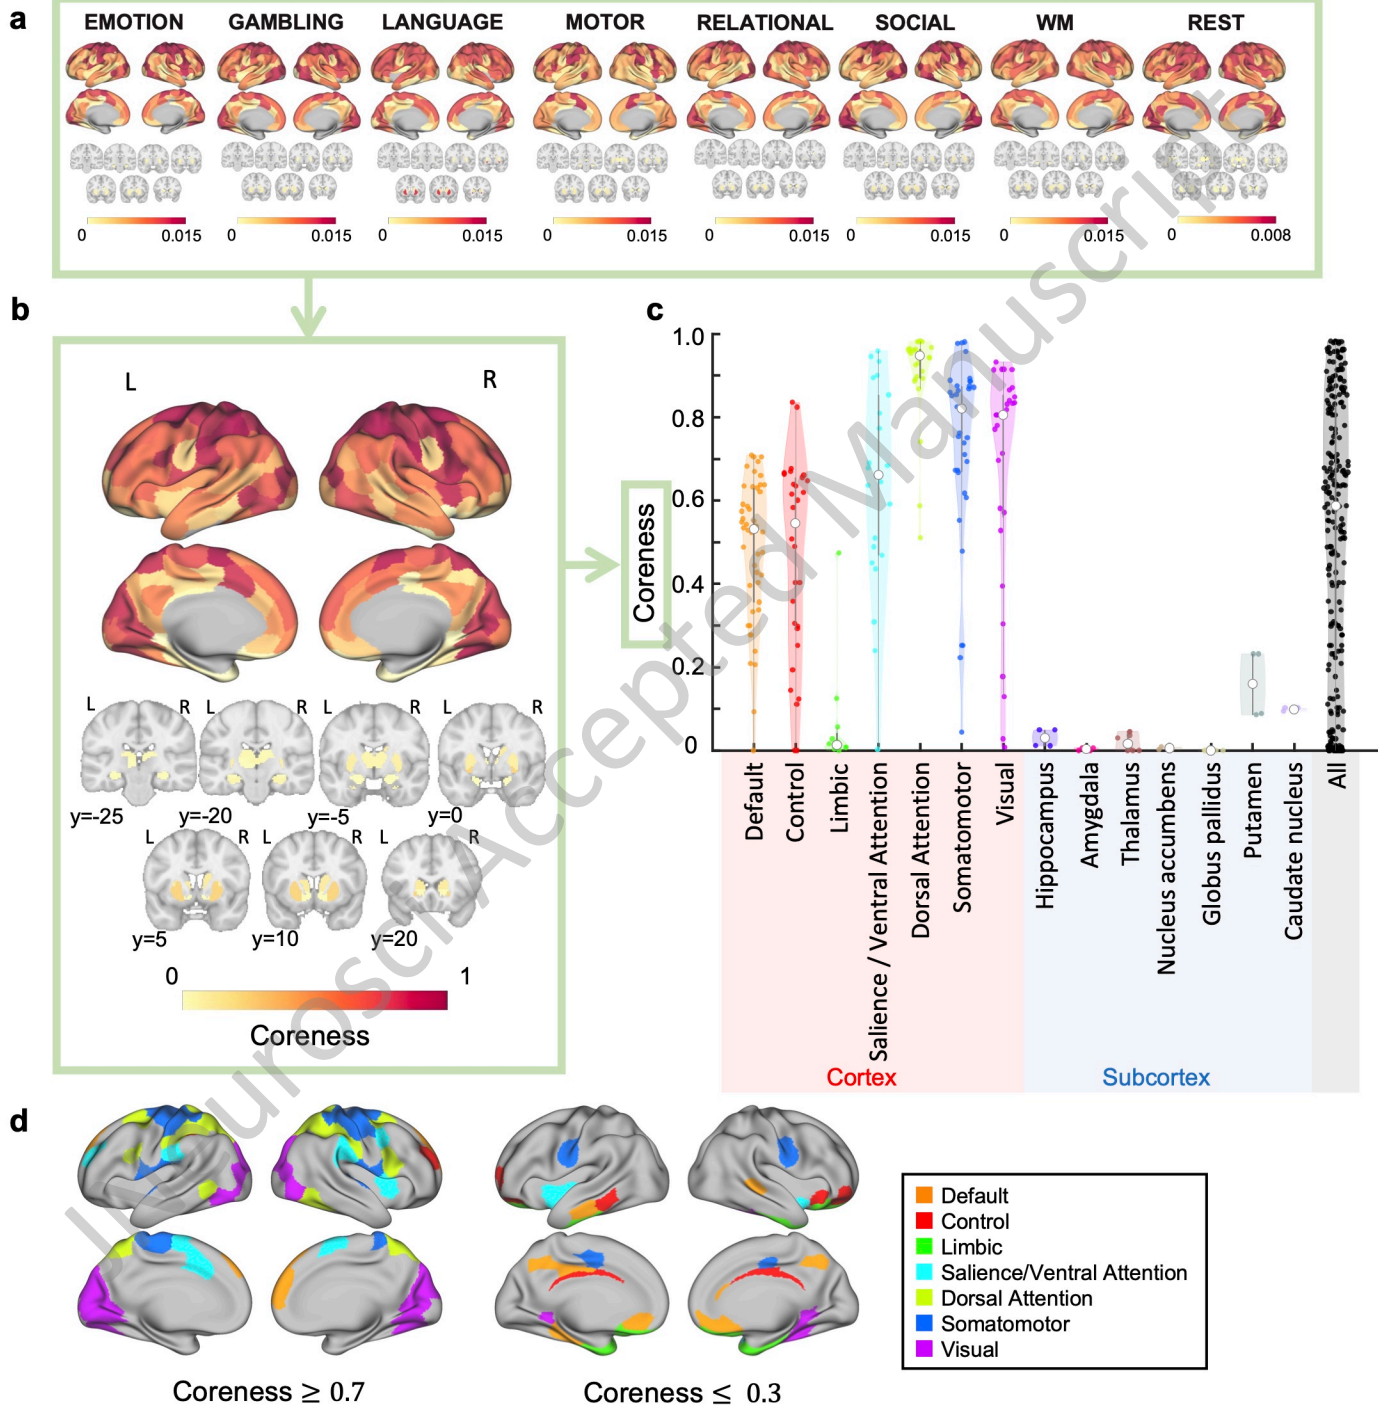 a
EMOTION GAMBLING LANGUAGE MOTOR RELATIONAL SOCIAL WM REST
0 0.015 0 0.015 0 0.015 0 0.015 0 0.015 0 0.015 0 0.015 0 0.008
b
L R
L R L R L R L R
y=-25 y=-20 y=-5 y=0
L R L R L R
y=5 y=10 y=20
0 1
Coreness
c
Coreness
1.0
0.8
0.6
0.4
0.2
0
Default
Control
Limbic
Salience / Ventral Attention
Dorsal Attention
Somatomotor
Visual
Hippocampus
Amygdala
Thalamus
Nucleus accumbens
Globus pallidus
Putamen
Caudate nucleus
All
Cortex Subcortex
d
Coreness ≥ 0.7 Coreness ≤ 0.3
Default
Control
Limbic
Salience/Ventral Attention
Dorsal Attention
Somatomotor
Visual
JNeurosci Accepted Manuscript